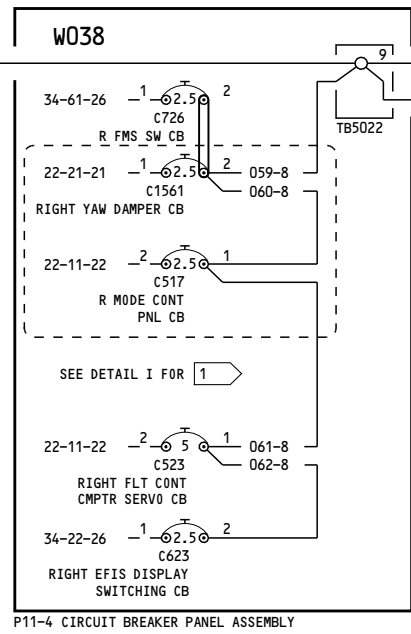 W038
9
TB5022
34-61-26 1 2.5 2
C726
R FMS SW CB
22-21-21 1 2.5 2 059-8
C1561 060-8
RIGHT YAW DAMPER CB
22-11-22 2 2.5 1
C517
R MODE CONT
PNL CB
SEE DETAIL I FOR 1
22-11-22 2 5 1 061-8
C523 062-8
RIGHT FLT CONT
CMPTR SERVO CB
34-22-26 1 2.5 2
C623
RIGHT EFIS DISPLAY
SWITCHING CB
P11-4 CIRCUIT BREAKER PANEL ASSEMBLY